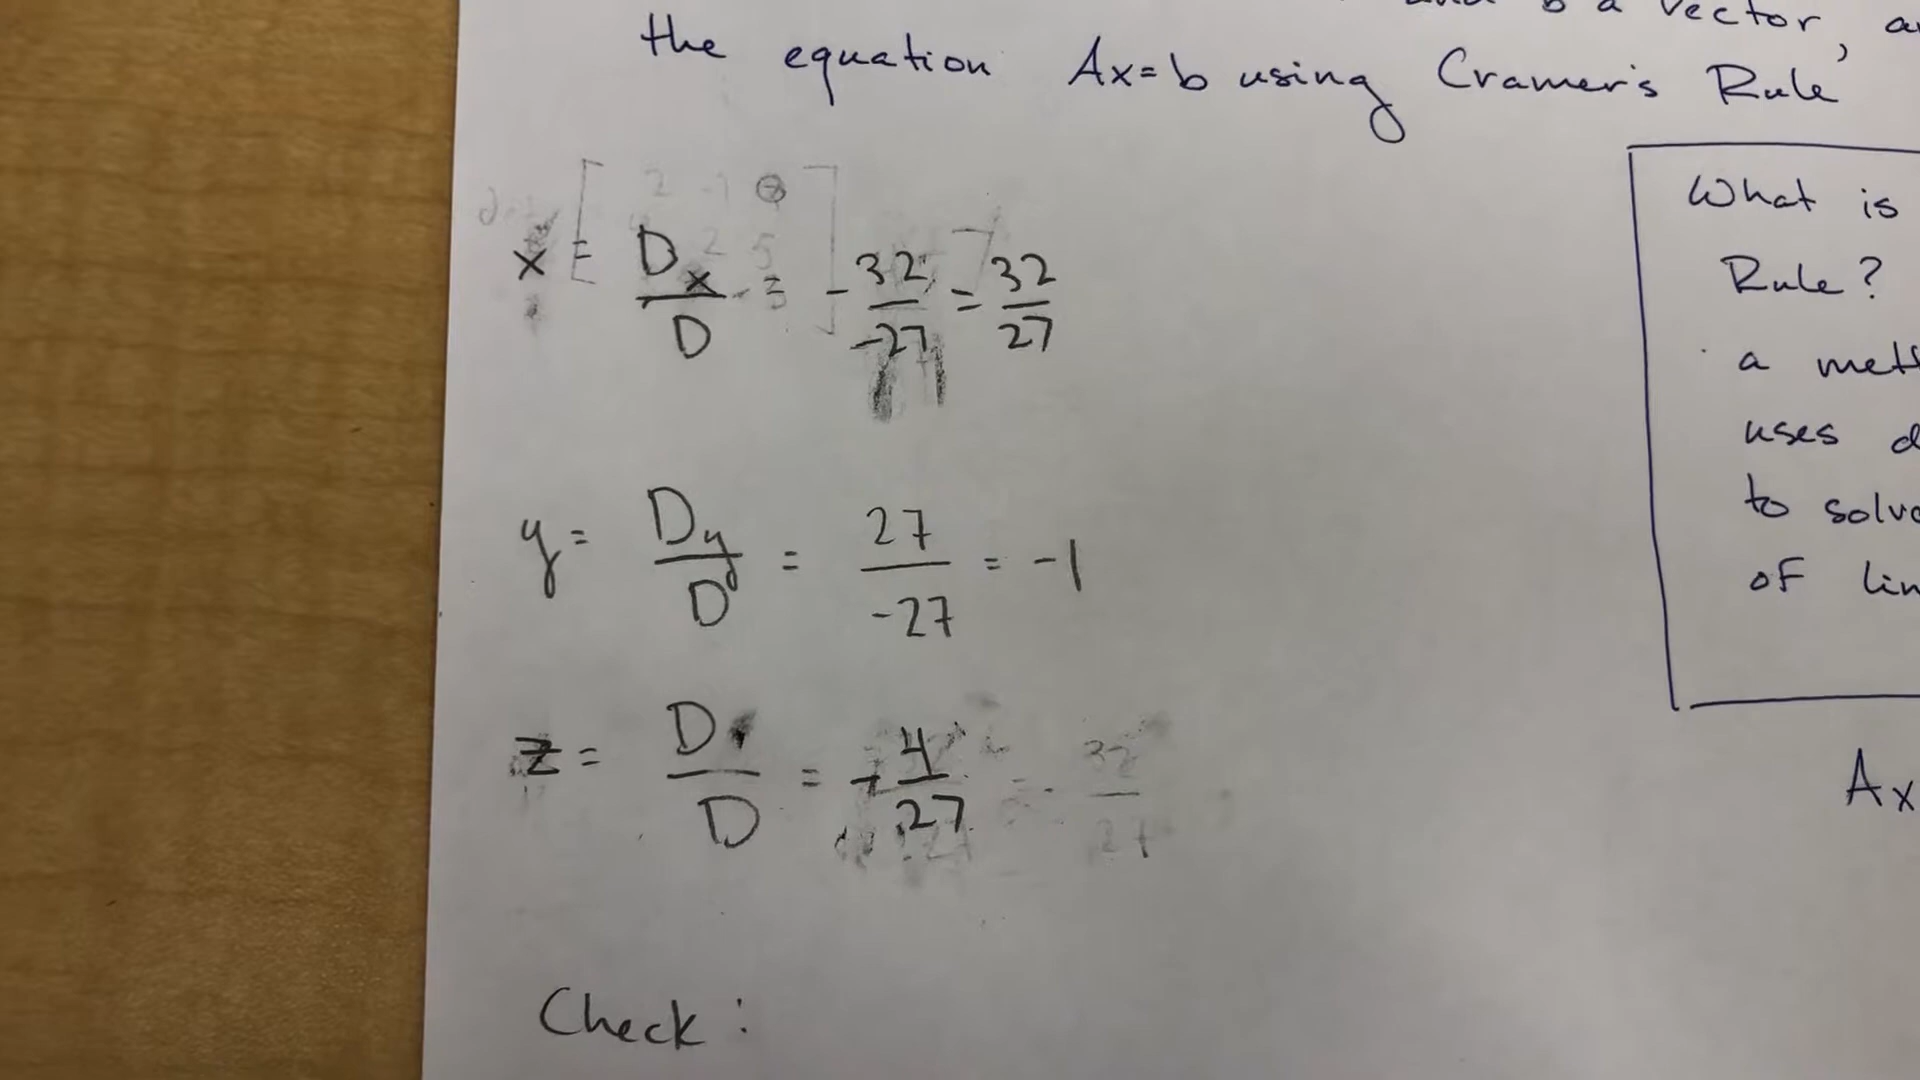 a vector,
the equation Ax=b using Cramer's Rule
x = Dx/D = -32/-27 = 32/27
y = Dy/D = 27/-27 = -1
z = D/D = -4/27
Check:
What is
Rule?
a
uses
to
of
Ax